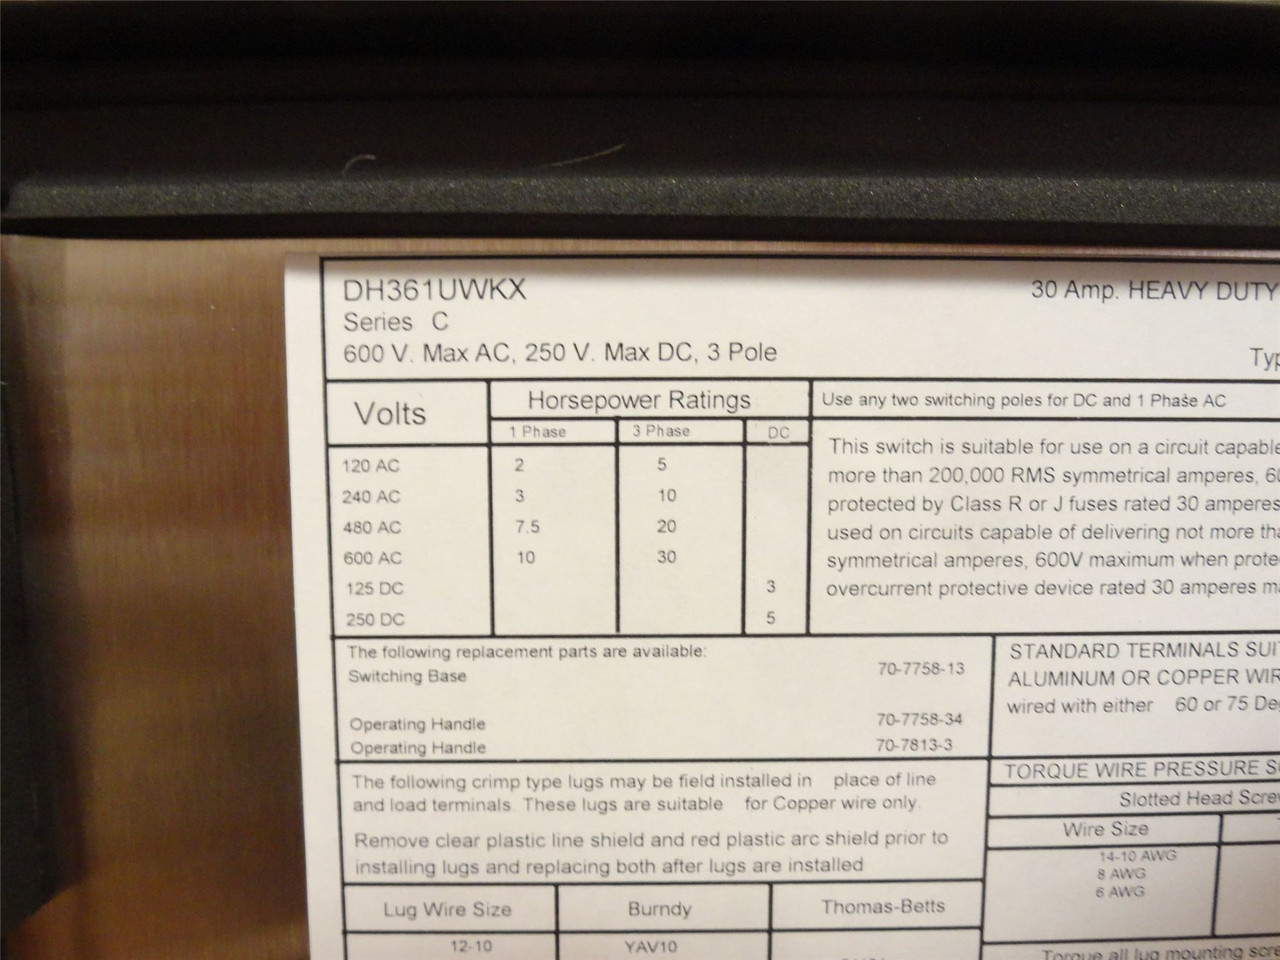 DH361UWKX
30 Amp. HEAVY DUTY
Series C
600 V. Max AC, 250 V. Max DC, 3 Pole
Volts
Horsepower Ratings
1 Phase 3 Phase DC
120 AC 2 5
240 AC 3 10
480 AC 7.5 20
600 AC 10 30
125 DC 3
250 DC 5
Use any two switching poles for DC and 1 Phase AC
This switch is suitable for use on a circuit
more than 200,000 RMS symmetrical amperes,
protected by Class R or J fuses rated 30 amperes
used on circuits capable of delivering not more
symmetrical amperes, 600V maximum when
overcurrent protective device rated 30 amperes
The following replacement parts are available:
Switching Base 70-7758-13
Operating Handle 70-7758-34
Operating Handle 70-7813-3
STANDARD TERMINALS
ALUMINUM OR COPPER
wired with either 60 or 75
The following crimp type lugs may be field installed in place of line
and load terminals. These lugs are suitable for Copper wire only.
Remove clear plastic line shield and red plastic arc shield prior to
installing lugs and replacing both after lugs are installed
TORQUE WIRE PRESSURE
Slotted Head
Wire Size
14-10 AWG
8 AWG
6 AWG
Lug Wire Size Burndy Thomas-Betts
12-10 YAV10
Torque all lug mounting